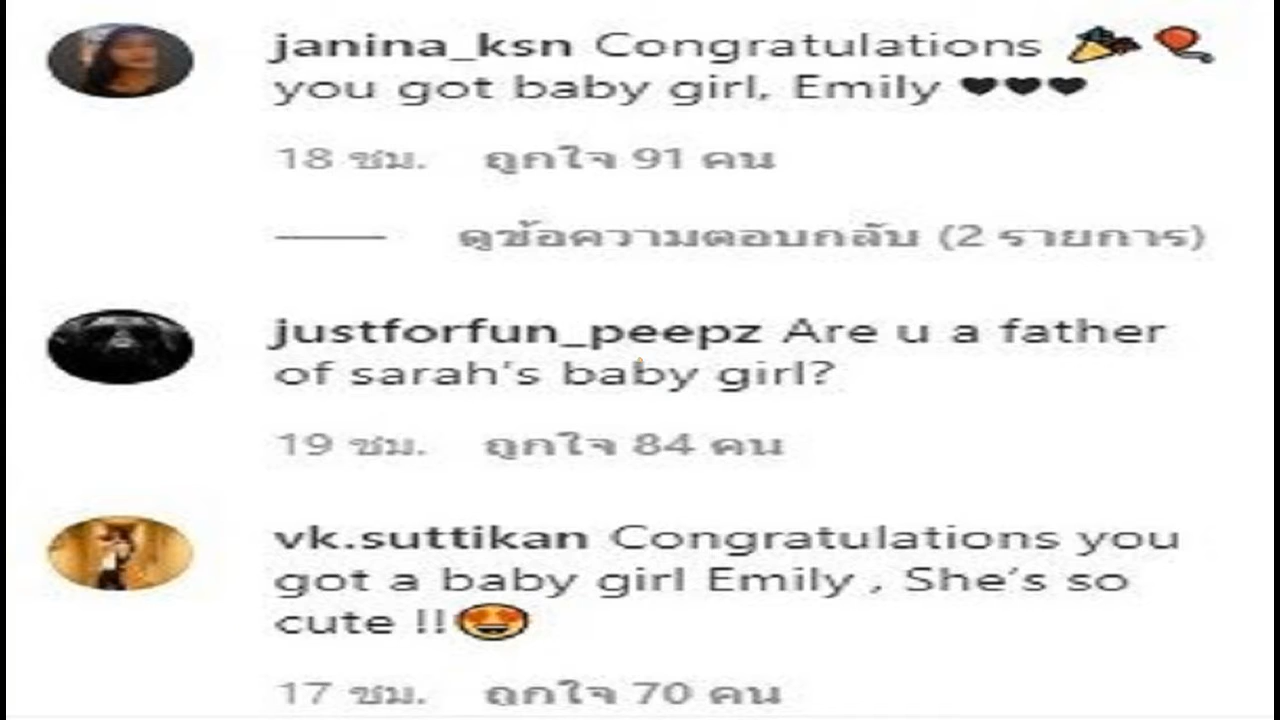 janina_ksn Congratulations 🎉🎈
you got baby girl, Emily 🖤🖤🖤
18 ชม. ถูกใจ 91 คน
ดูข้อความตอบกลับ (2 รายการ)
justforfun_peepz Are u a father
of sarah's baby girl?
19 ชม. ถูกใจ 84 คน
vk.suttikan Congratulations you
got a baby girl Emily , She's so
cute !!😍
17 ชม. ถูกใจ 70 คน